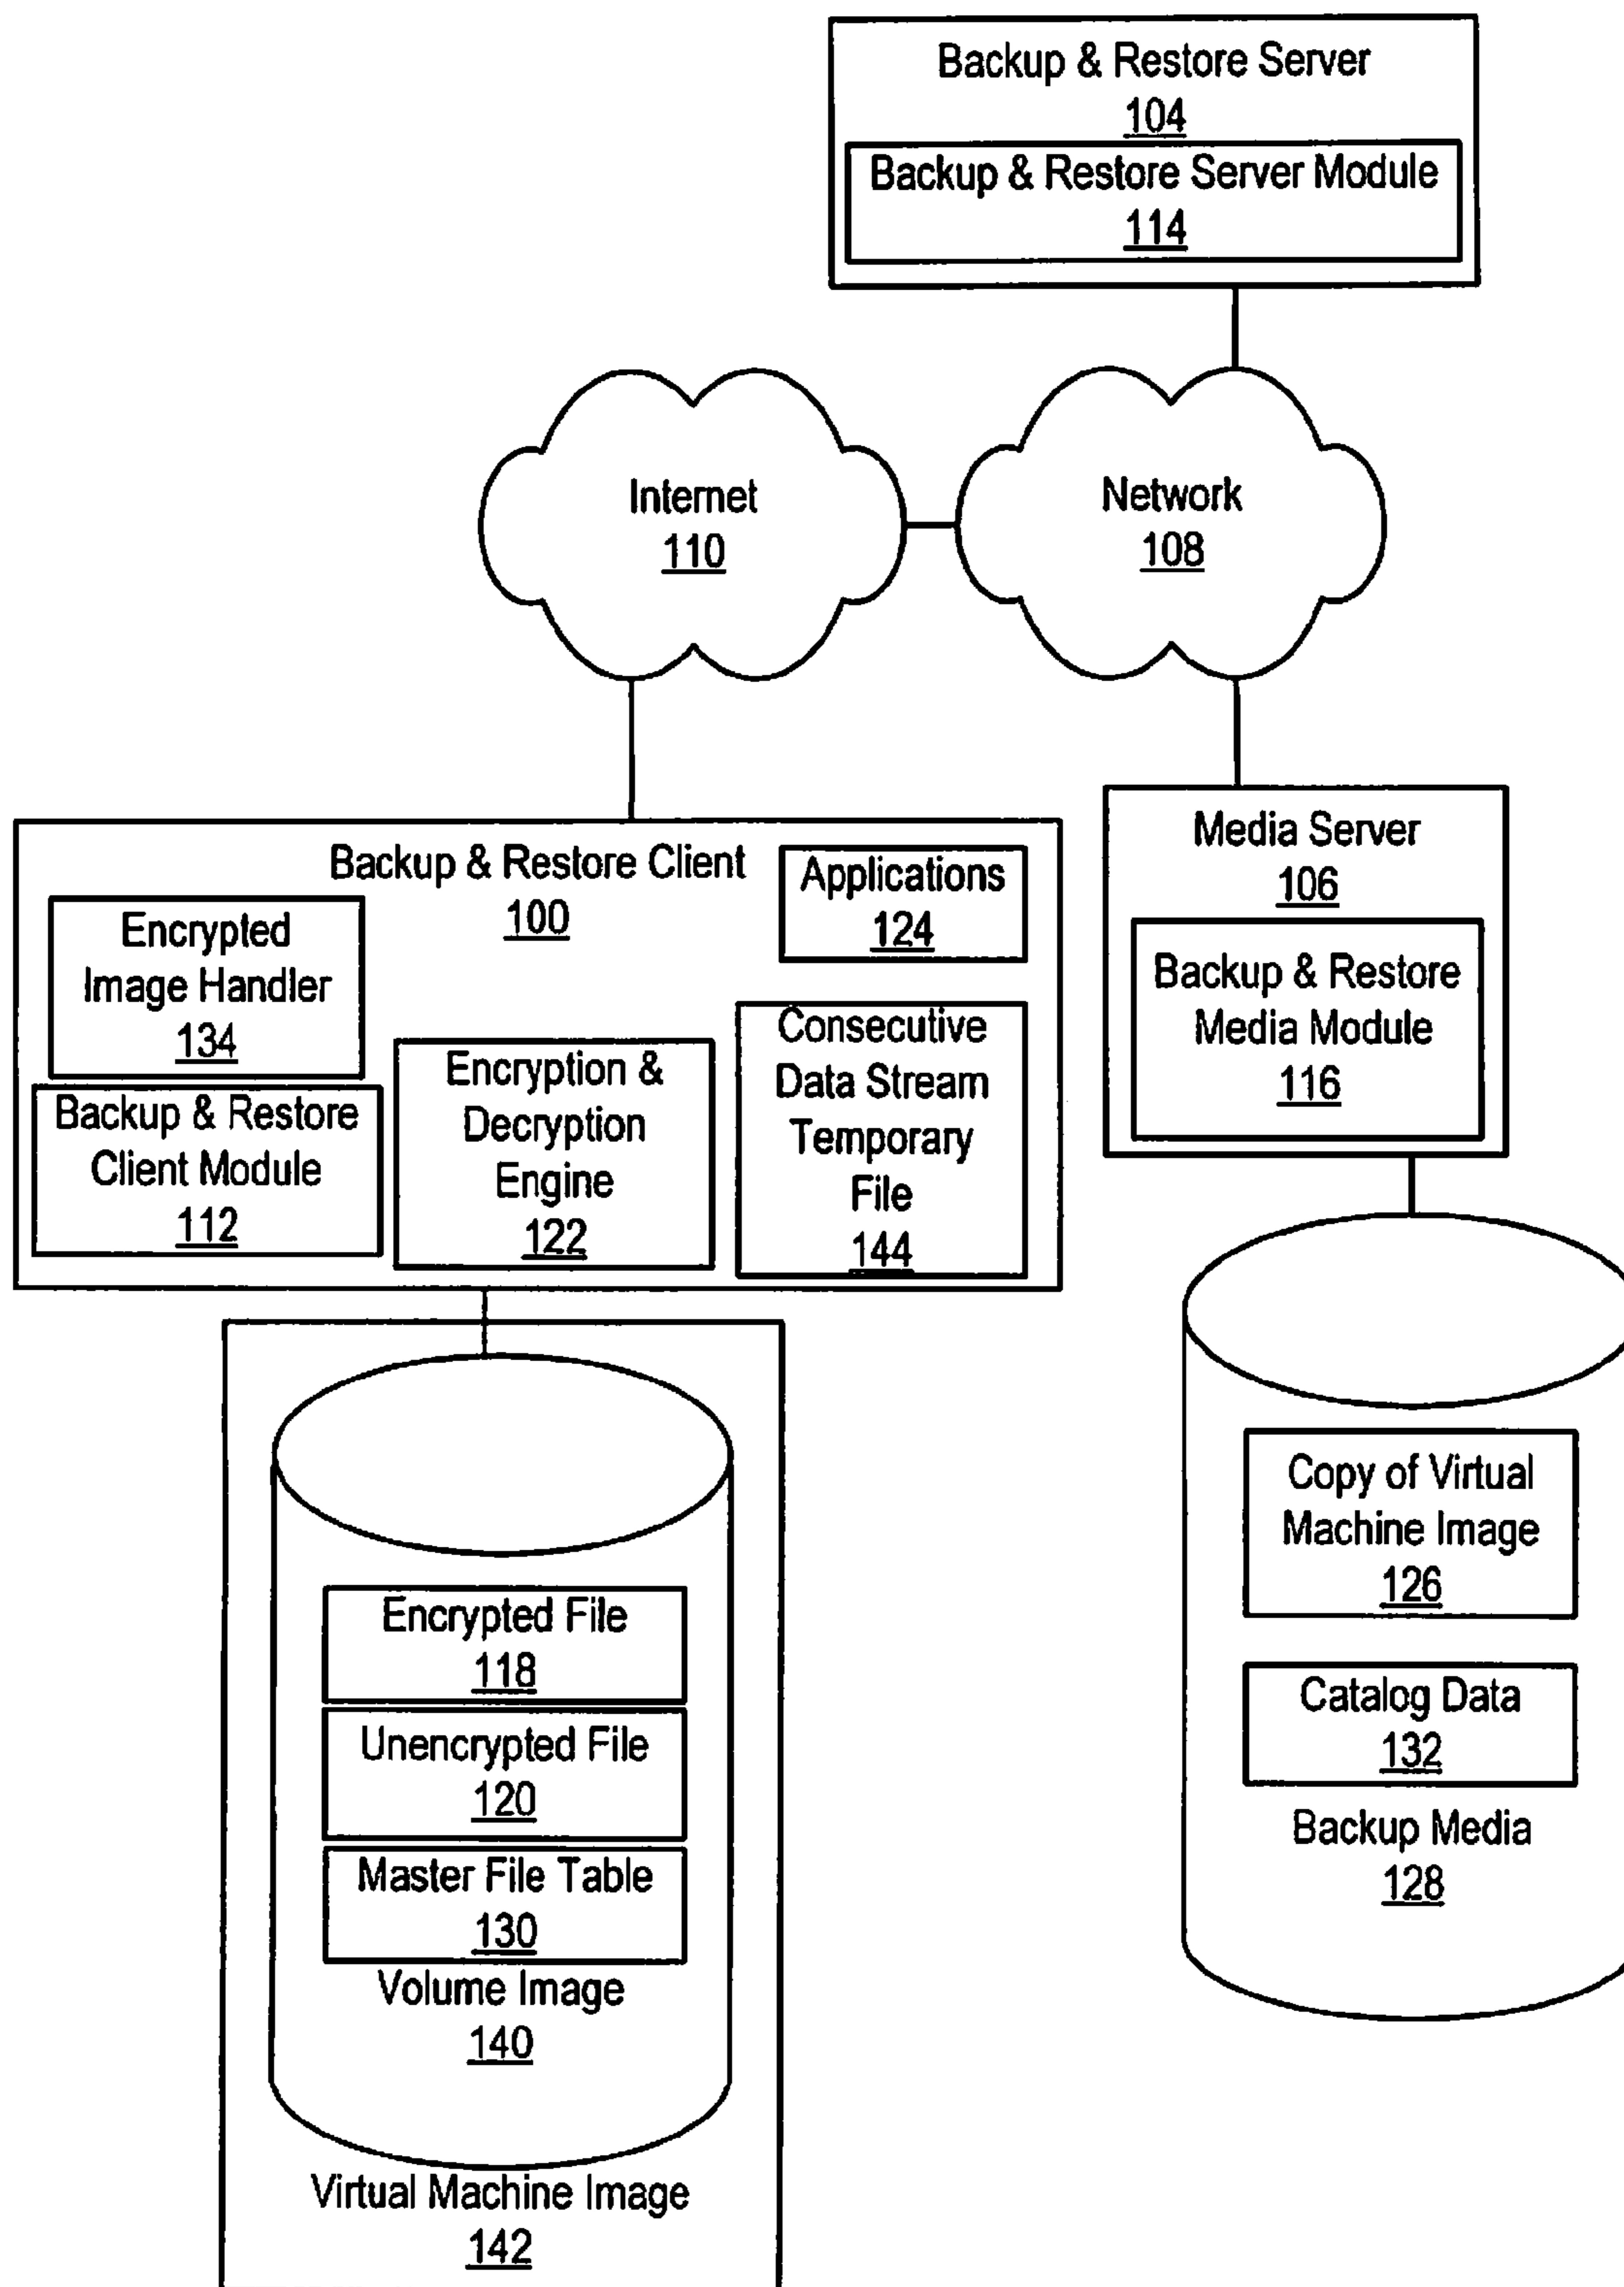 Backup & Restore Server
104
Backup & Restore Server Module
114
Internet
110
Network
108
Backup & Restore Client
100
Applications
124
Encrypted
Image Handler
134
Backup & Restore
Client Module
112
Encryption &
Decryption
Engine
122
Consecutive
Data Stream
Temporary
File
144
Media Server
106
Backup & Restore
Media Module
116
Encrypted File
118
Unencrypted File
120
Master File Table
130
Volume Image
140
Virtual Machine Image
142
Copy of Virtual
Machine Image
126
Catalog Data
132
Backup Media
128